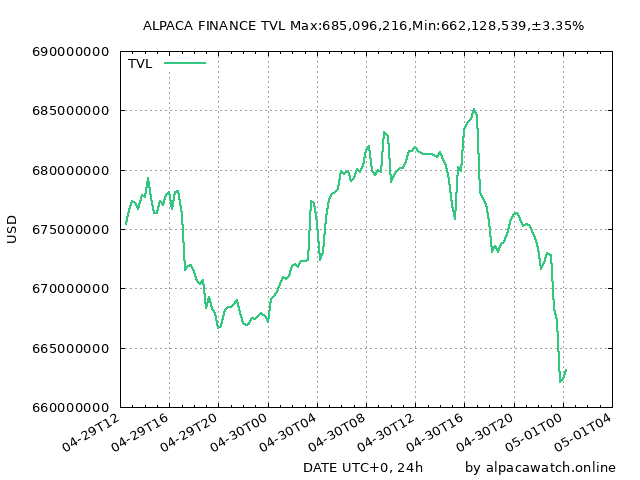 ALPACA FINANCE TVL Max:685,096,216,Min:662,128,539,±3.35%
690000000
TVL
685000000
680000000
675000000
USD
670000000
665000000
660000000
04-29T12 04-29T16 04-29T20 04-30T00 04-30T04 04-30T08 04-30T12 04-30T16 04-30T20 05-01T00 05-01T04
DATE UTC+0, 24h by alpacawatch.online